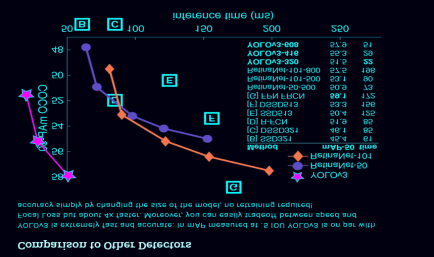 Comparison to Other Detectors
YOLOv3 is extremely fast and accurate. In mAP measured at .5 IOU YOLOv3 is on par with
Focal Loss but about 4x faster. Moreover, you can easily tradeoff between speed and
accuracy simply by changing the size of the model, no retraining required!
G
YOLOv3
RetinaNet-50
RetinaNet-101
Method mAP-50 time
[B] SSD321 45.4 61
[C] DSSD321 46.1 85
[D] R-FCN 51.9 85
[E] SSD513 50.4 125
[F] DSSD513 53.3 156
[G] FPN FRCN 59.1 172
RetinaNet-50-500 50.9 73
RetinaNet-101-500 53.1 90
RetinaNet-101-800 57.5 198
YOLOv3-320 51.5 22
YOLOv3-416 55.3 29
YOLOv3-608 57.9 51
58
56
54
52
50
48
COCO
F
D
E
B
C
50 100 150 200 250
inference time (ms)